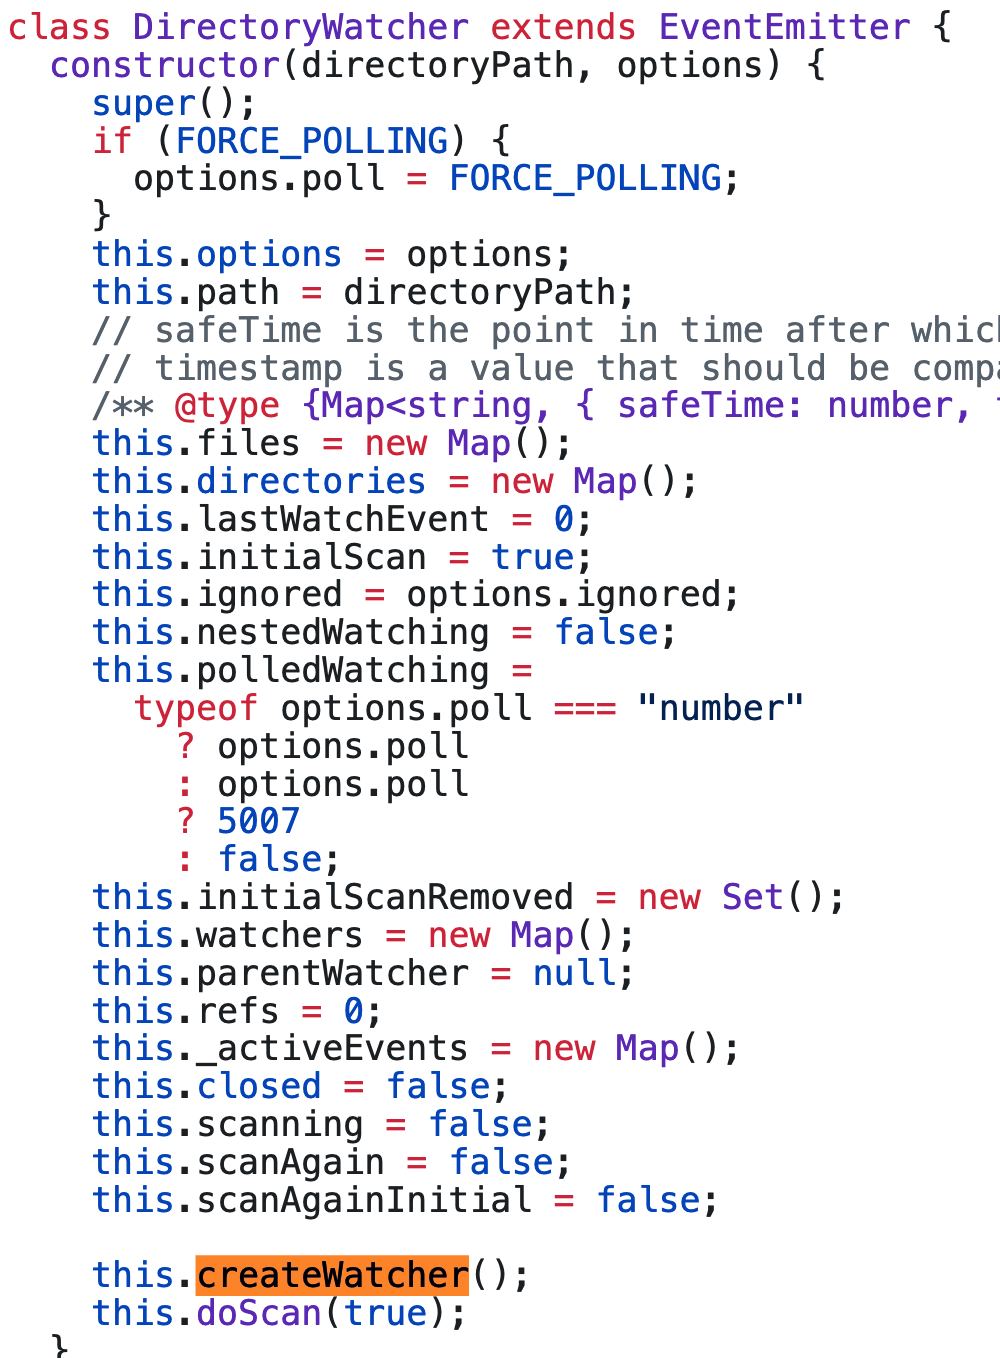 class DirectoryWatcher extends EventEmitter {
  constructor(directoryPath, options) {
    super();
    if (FORCE_POLLING) {
      options.poll = FORCE_POLLING;
    }
    this.options = options;
    this.path = directoryPath;
    // safeTime is the point in time after which
    // timestamp is a value that should be compa
    /** @type {Map<string, { safeTime: number,
    this.files = new Map();
    this.directories = new Map();
    this.lastWatchEvent = 0;
    this.initialScan = true;
    this.ignored = options.ignored;
    this.nestedWatching = false;
    this.polledWatching =
      typeof options.poll === "number"
        ? options.poll
        : options.poll
        ? 5007
        : false;
    this.initialScanRemoved = new Set();
    this.watchers = new Map();
    this.parentWatcher = null;
    this.refs = 0;
    this._activeEvents = new Map();
    this.closed = false;
    this.scanning = false;
    this.scanAgain = false;
    this.scanAgainInitial = false;

    this.createWatcher();
    this.doScan(true);
  }